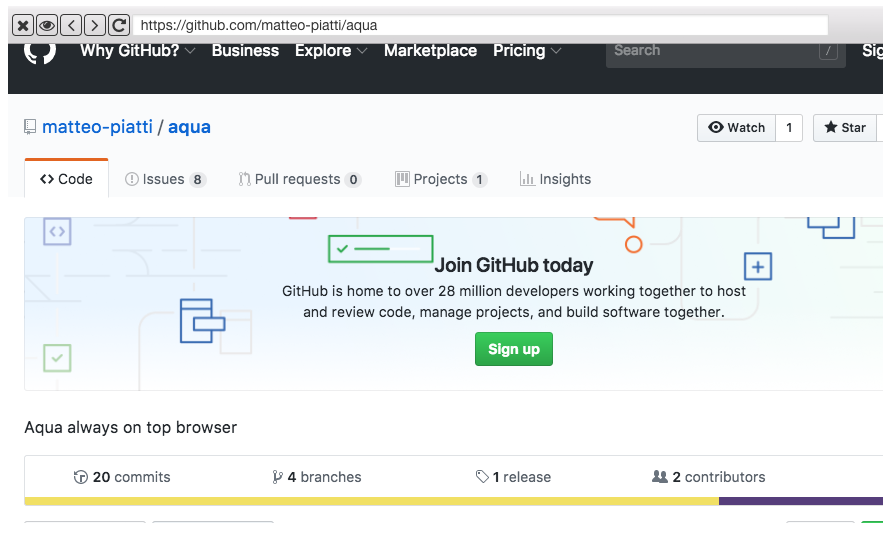 https://github.com/matteo-piatti/aqua
Why GitHub? Business Explore Marketplace Pricing Search / Sig
matteo-piatti / aqua
Watch 1 Star
Code Issues 8 Pull requests 0 Projects 1 Insights
Join GitHub today
GitHub is home to over 28 million developers working together to host
and review code, manage projects, and build software together.
Sign up
Aqua always on top browser
20 commits 4 branches 1 release 2 contributors